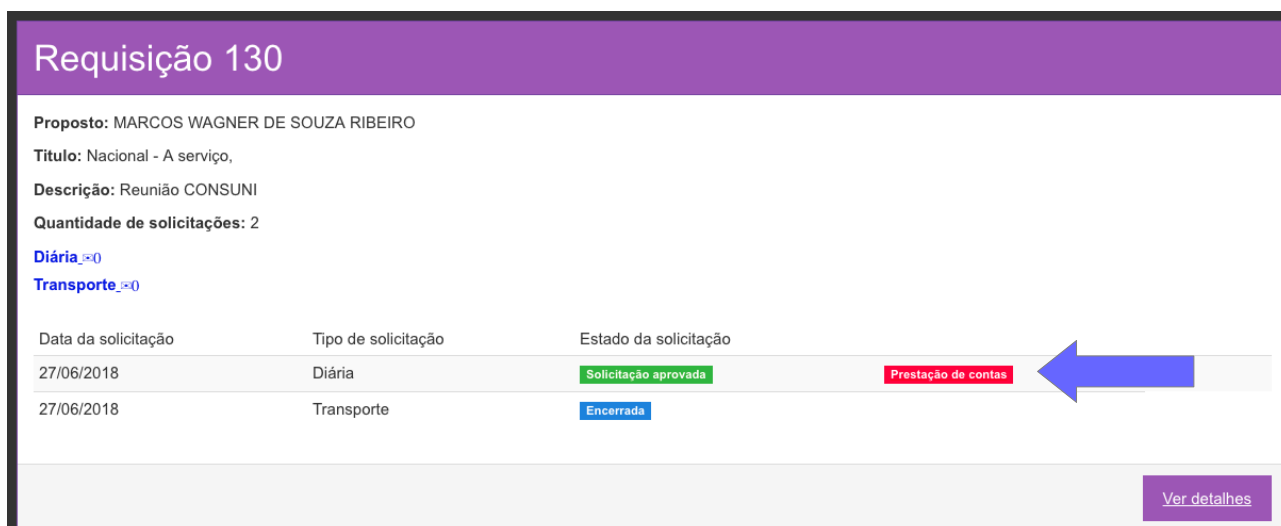 Requisição 130
Proposto: MARCOS WAGNER DE SOUZA RIBEIRO
Titulo: Nacional - A serviço,
Descrição: Reunião CONSUNI
Quantidade de solicitações: 2
Diária ✉0
Transporte ✉0
Data da solicitação Tipo de solicitação Estado da solicitação
27/06/2018 Diária Solicitação aprovada Prestação de contas
27/06/2018 Transporte Encerrada
Ver detalhes